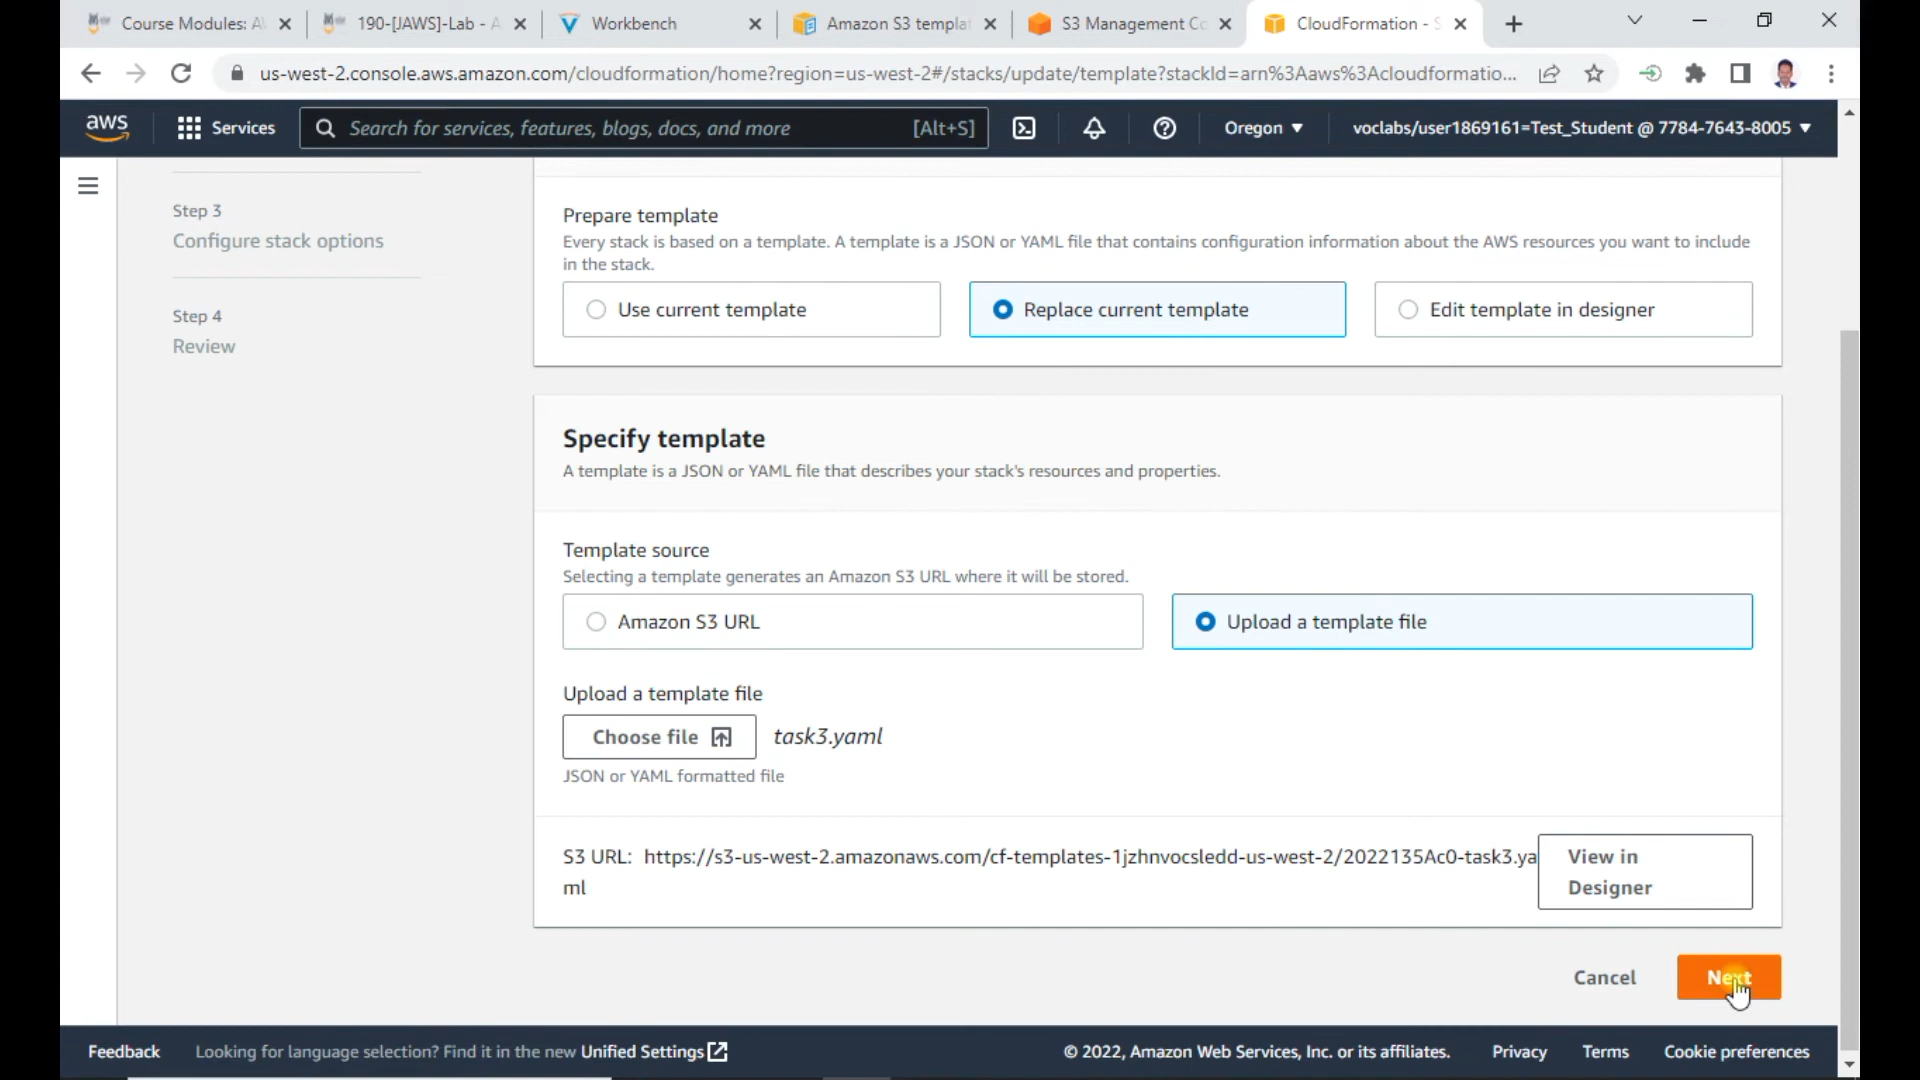 Course Modules: A
190-[JAWS]-Lab - A
Workbench
Amazon S3 templat
S3 Management Co
CloudFormation - S
us-west-2.console.aws.amazon.com/cloudformation/home?region=us-west-2#/stacks/update/template?stackId=arn%3Aaws%3Acloudformatio...
aws
Services
Search for services, features, blogs, docs, and more
[Alt+S]
Oregon
voclabs/user1869161=Test_Student @ 7784-7643-8005
Step 3
Configure stack options
Step 4
Review
Prepare template
Every stack is based on a template. A template is a JSON or YAML file that contains configuration information about the AWS resources you want to include
in the stack.
Use current template
Replace current template
Edit template in designer
Specify template
A template is a JSON or YAML file that describes your stack's resources and properties.
Template source
Selecting a template generates an Amazon S3 URL where it will be stored.
Amazon S3 URL
Upload a template file
Upload a template file
Choose file
task3.yaml
JSON or YAML formatted file
S3 URL: https://s3-us-west-2.amazonaws.com/cf-templates-1jzhnvocsledd-us-west-2/2022135Ac0-task3.ya
ml
View in
Designer
Cancel
Next
Feedback
Looking for language selection? Find it in the new Unified Settings
© 2022, Amazon Web Services, Inc. or its affiliates.
Privacy
Terms
Cookie preferences